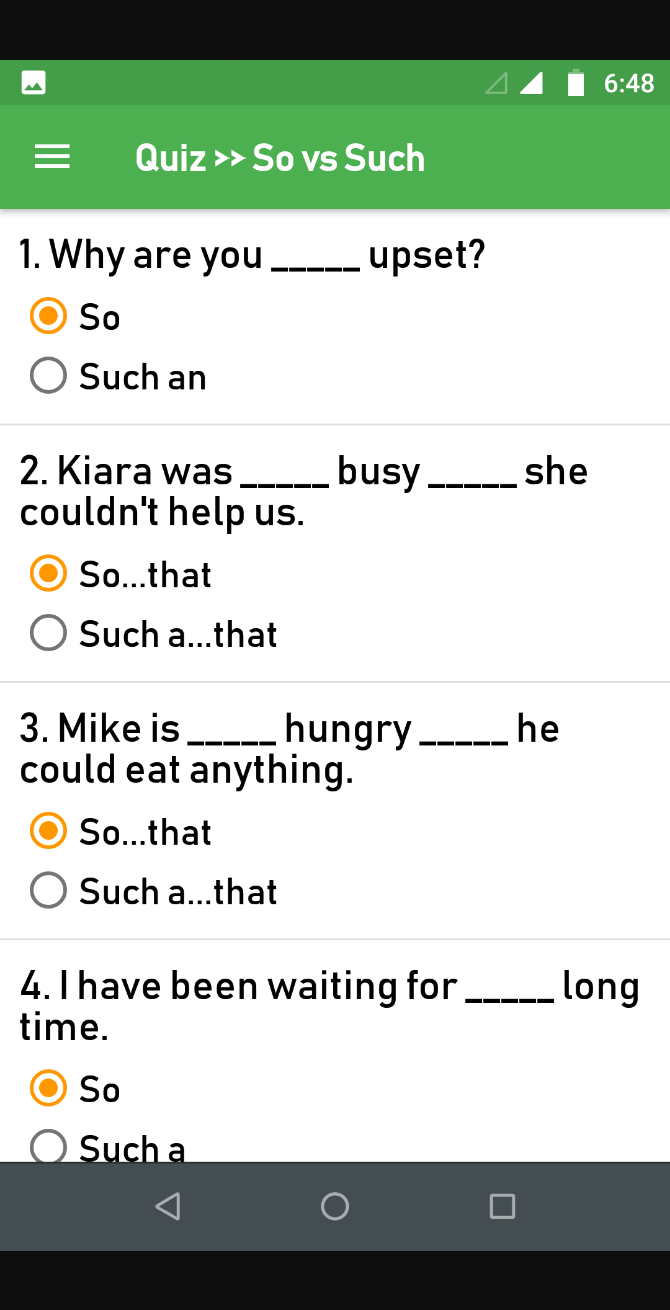 6:48
Quiz >> So vs Such
1. Why are you _____ upset?
So
Such an
2. Kiara was _____ busy _____ she
couldn't help us.
So...that
Such a...that
3. Mike is _____ hungry _____ he
could eat anything.
So...that
Such a...that
4. I have been waiting for _____ long
time.
So
Such a